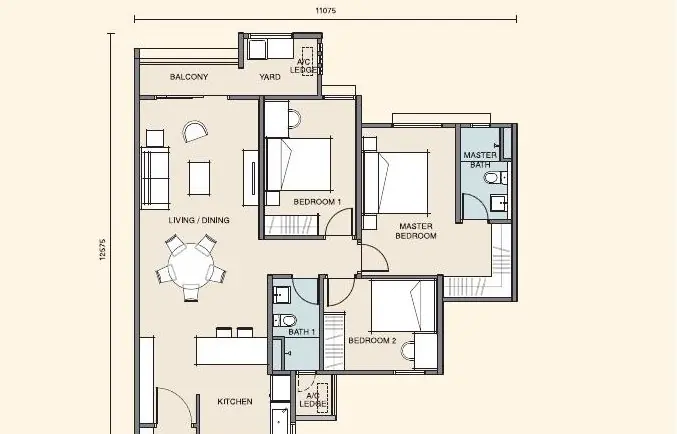 11075
A/C
LEDGE
BALCONY
YARD
MASTER
BATH
BEDROOM 1
LIVING / DINING
MASTER
BEDROOM
12575
BATH 1
BEDROOM 2
A/C
LEDGE
KITCHEN